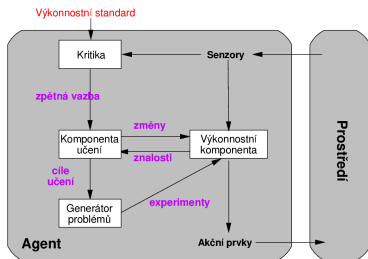 Výkonnostní standard
Kritika
Senzory
zpětná vazba
změny
Komponenta
učení
Výkonnostní
komponenta
znalosti
cíle
učení
Generátor
problémů
experimenty
Agent
Akční prvky
Prostředí